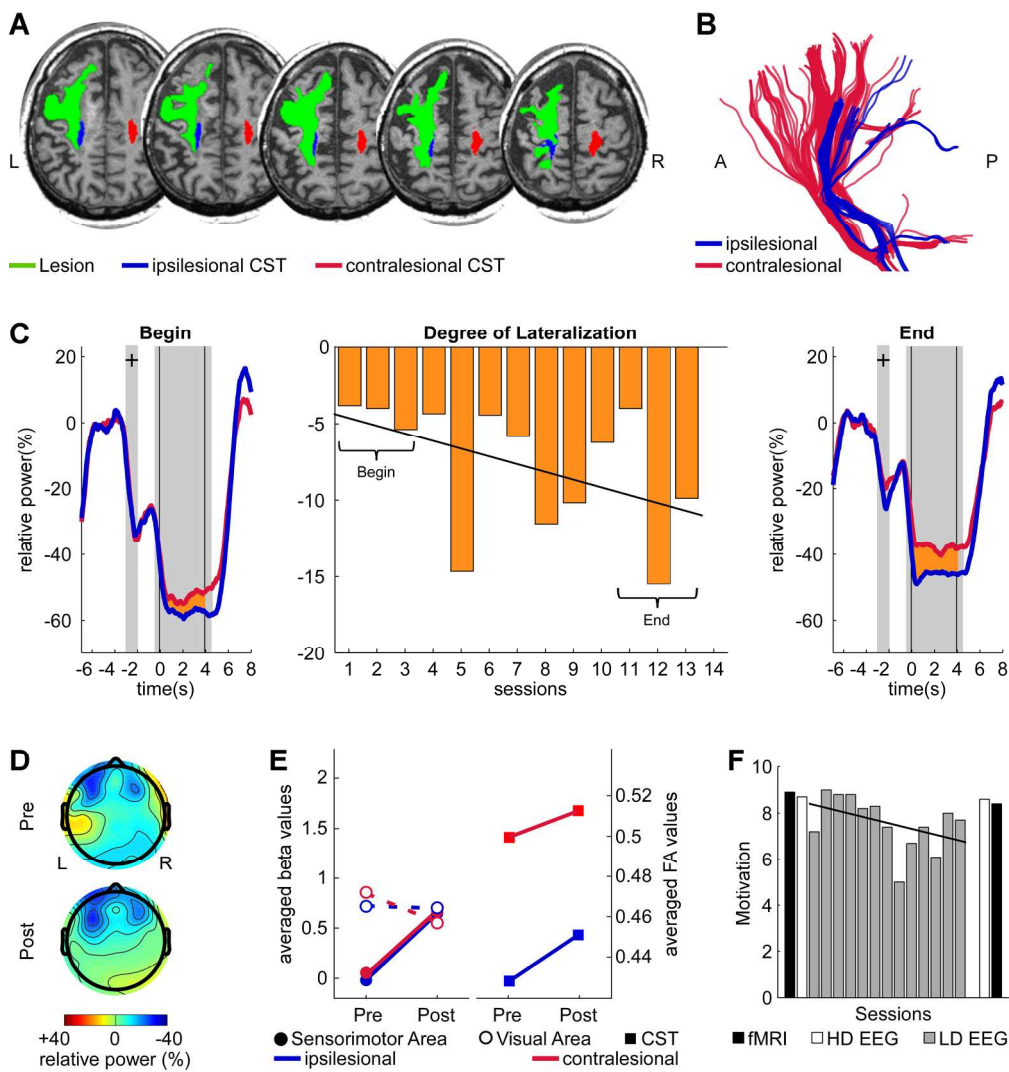 A
L
R
Lesion ipsilesional CST contralesional CST
B
A
P
ipsilesional
contralesional
C
Begin
20
0
-20
-40
-60
relative power(%)
+
-6 -4 -2 0 2 4 6 8
time(s)
Degree of Lateralization
0
-5
-10
-15
-20
Begin
End
1 2 3 4 5 6 7 8 9 10 11 12 13 14
sessions
End
20
0
-20
-40
-60
relative power(%)
+
-6 -4 -2 0 2 4 6 8
time(s)
D
Pre
L R
Post
+40 0 -40
relative power (%)
E
2
1.5
1
0.5
0
averaged beta values
0.52
0.5
0.48
0.46
0.44
averaged FA values
Pre Post Pre Post
Sensorimotor Area Visual Area CST
ipsilesional contralesional
F
10
8
6
4
2
0
Motivation
Sessions
fMRI HD EEG LD EEG